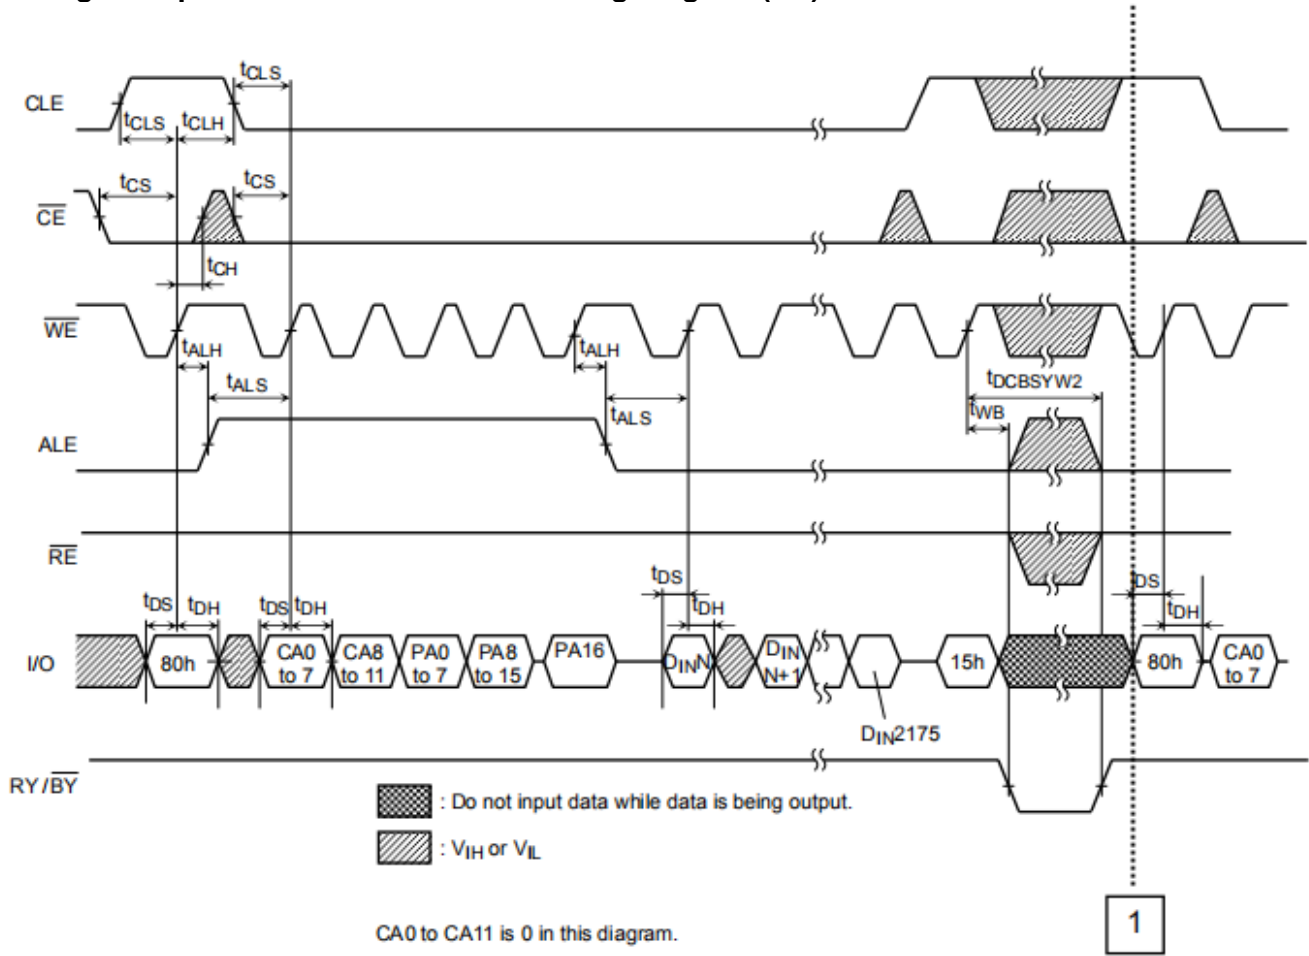 tCLS
CLE
tCLS tCLH
tCS tCS
CE
tCH
WE
tALH tALH
tDCBSYW2
tALS
tALS
tWB
ALE
RE
tDS tDS
tDS tDH tDS tDH tDH tDH
I/O 80h CA0 to 7 CA8 to 11 PA0 to 7 PA8 to 15 PA16 DINN DIN N+1 15h 80h CA0 to 7
DIN2175
RY/BY
: Do not input data while data is being output.
: VIH or VIL
CA0 to CA11 is 0 in this diagram.
1